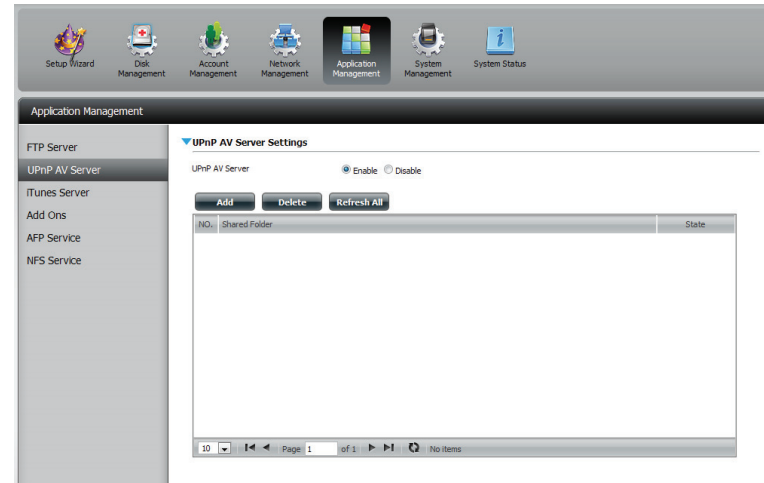 Setup Wizard
Disk Management
Account Management
Network Management
Application Management
System Management
System Status
Application Management
FTP Server
UPnP AV Server
iTunes Server
Add Ons
AFP Service
NFS Service
UPnP AV Server Settings
UPnP AV Server Enable Disable
Add Delete Refresh All
NO. Shared Folder State
10 Page 1 of 1 No items